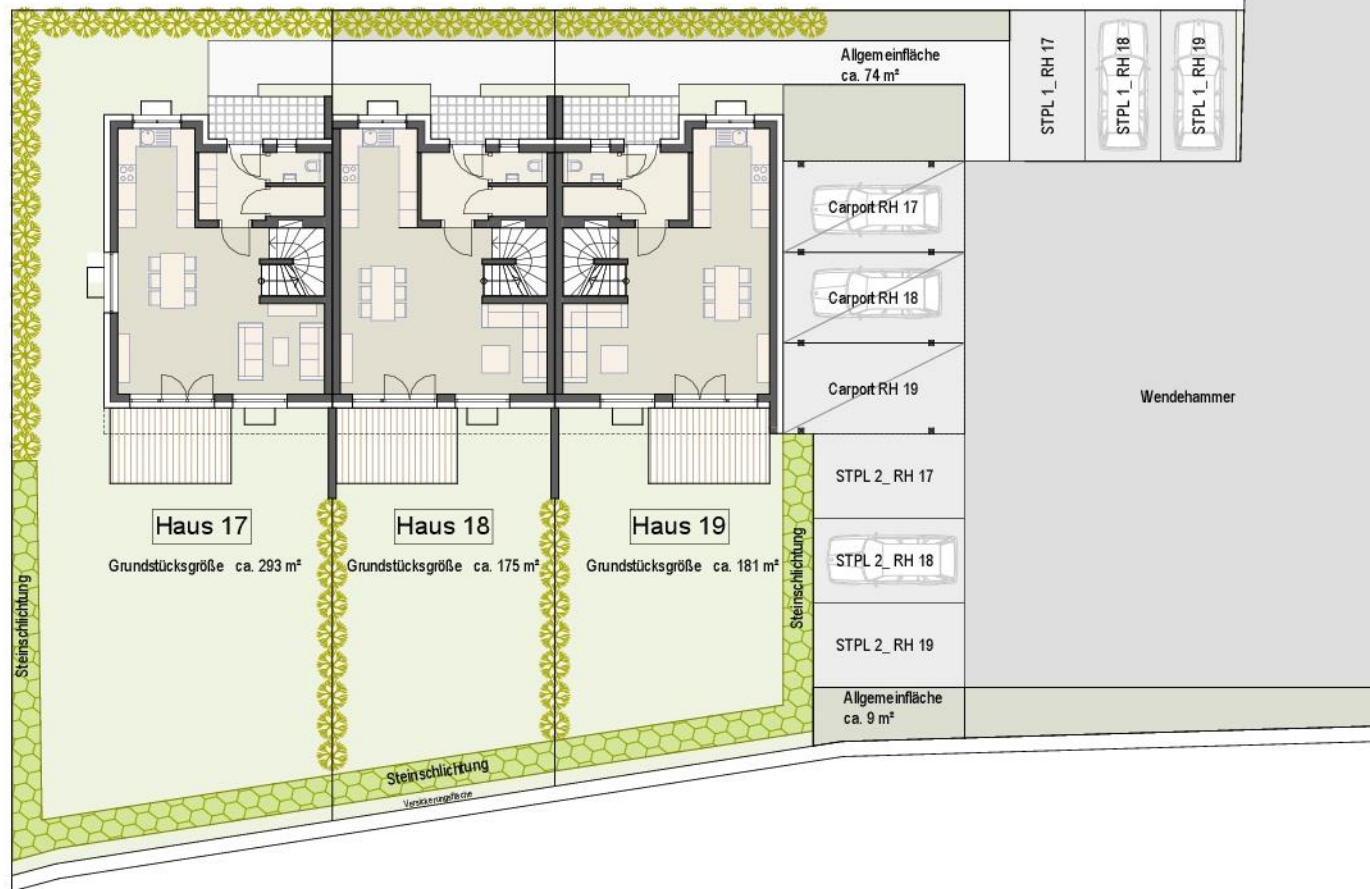 Allgemeinfläche
ca. 74 m²
STPL 1_ RH 17
STPL 1_ RH 18
STPL 1_ RH 19
Carport RH 17
Carport RH 18
Carport RH 19
Wendehammer
STPL 2_ RH 17
STPL 2_ RH 18
STPL 2_ RH 19
Haus 17
Haus 18
Haus 19
Grundstücksgröße ca. 293 m²
Grundstücksgröße ca. 175 m²
Grundstücksgröße ca. 181 m²
Steinschlichtung
Steinschlichtung
Allgemeinfläche
ca. 9 m²
Steinschlichtung
Versickerungsfläche